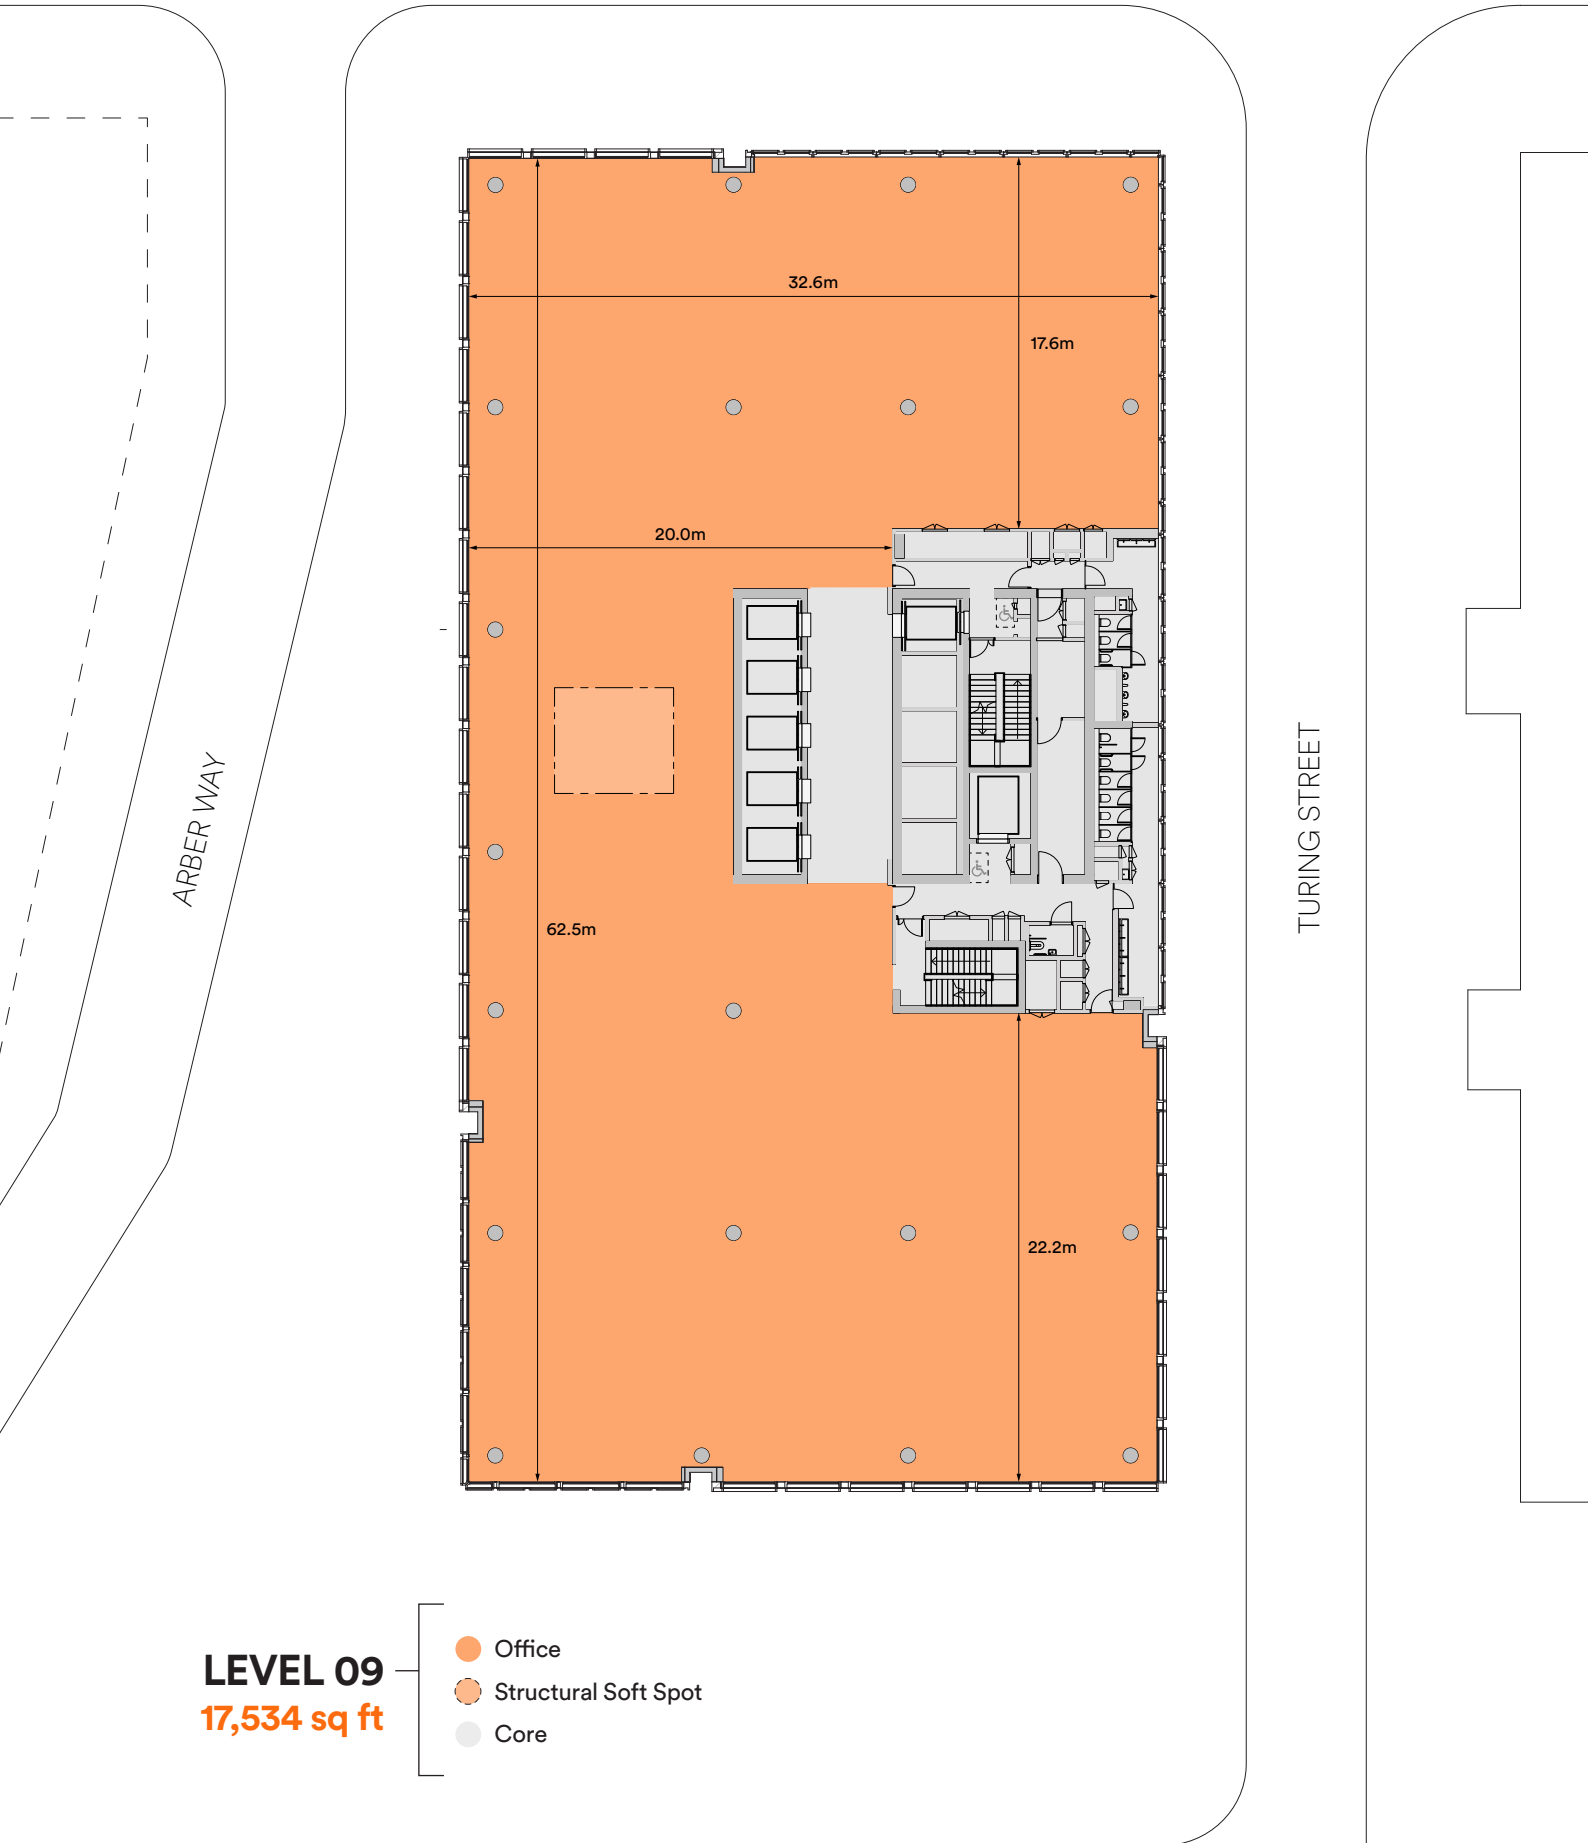 32.6m
17.6m
20.0m
ARBER WAY
TURING STREET
62.5m
22.2m
LEVEL 09
17,534 sq ft
Office
Structural Soft Spot
Core